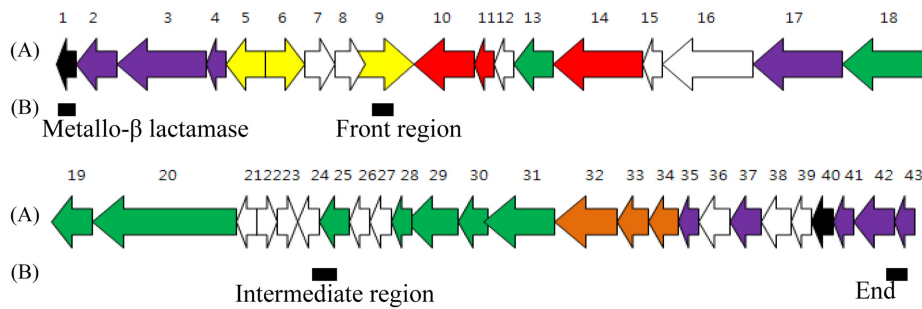 1 2 3 4 5 6 7 8 9 10 11 12 13 14 15 16 17 18
(A)
(B)
Metallo-β lactamase Front region
19 20 21 22 23 24 25 26 27 28 29 30 31 32 33 34 35 36 37 38 39 40 41 42 43
(A)
(B)
Intermediate region End